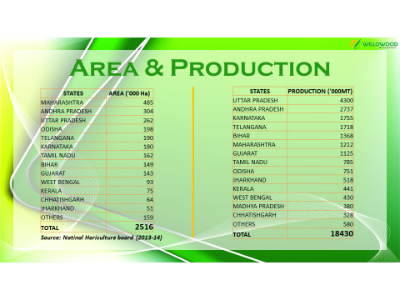 WILLOWOOD
AREA & PRODUCTION
STATES AREA ('000 Ha)
MAHARASHTRA 485
ANDHRA PRADESH 304
UTTAR PRADESH 262
ODISHA 198
TELANGANA 190
KARNATAKA 180
TAMIL NADU 162
BIHAR 149
GUJARAT 143
WEST BENGAL 93
KERALA 75
CHHATISGARH 64
JHARKHAND 51
OTHERS 159
TOTAL 2516
Source: Natinal Horiculture board (2013-14)
STATES PRODUCTION ('000MT)
UTTAR PRADESH 4300
ANDHRA PRADESH 2737
KARNATAKA 1755
TELANGANA 1718
BIHAR 1368
MAHARASHTRA 1212
GUJARAT 1125
TAMIL NADU 785
ODISHA 751
JHARKHAND 518
KERALA 441
WEST BENGAL 430
MADHYA PRADESH 380
CHHATISHGARH 328
OTHERS 580
TOTAL 18430